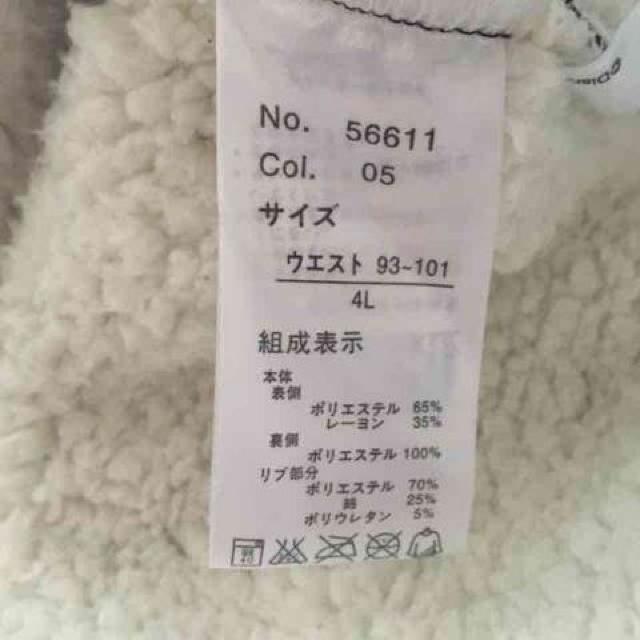 No. 56611
Col. 05
サイズ
ウエスト 93-101
4L
組成表示
本体
表側
ポリエステル 65%
レーヨン 35%
裏側
ポリエステル 100%
リブ部分
ポリエステル 70%
綿 25%
ポリウレタン 5%